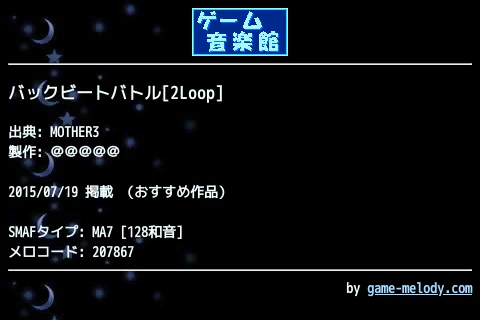 ゲーム
音楽館
バックビートバトル[2Loop]
出典: MOTHER3
製作: @@@@@
2015/07/19 掲載 (おすすめ作品)
SMAFタイプ: MA7 [128和音]
メロコード: 207867
by game-melody.com